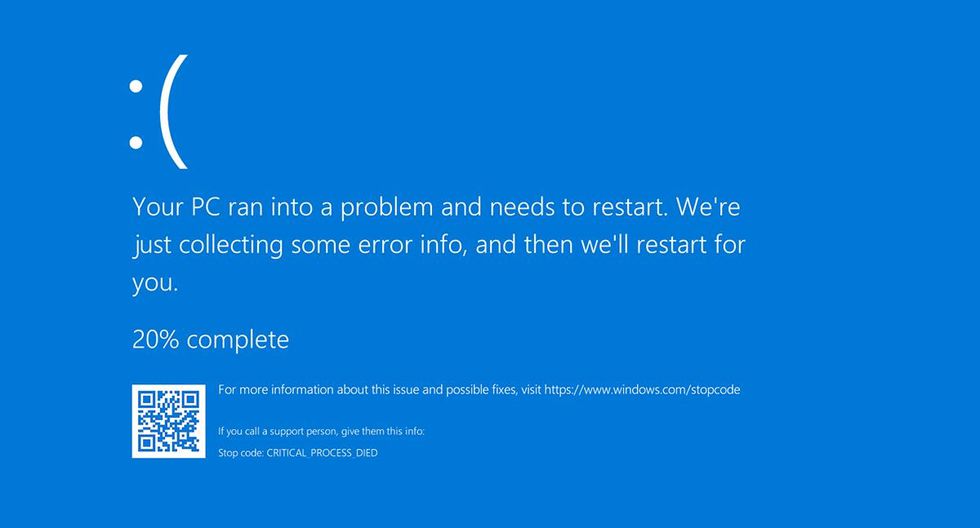 :(
Your PC ran into a problem and needs to restart. We're
just collecting some error info, and then we'll restart for
you.
20% complete
For more information about this issue and possible fixes, visit https://www.windows.com/stopcode
If you call a support person, give them this info:
Stop code: CRITICAL_PROCESS_DIED